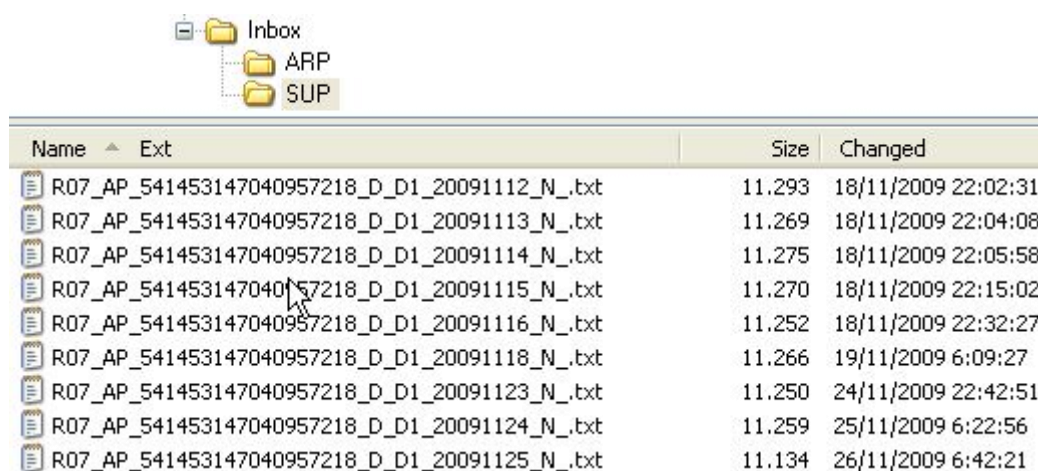 Inbox
ARP
SUP
Name Ext Size Changed
R07_AP_541453147040957218_D_D1_20091112_N_.txt 11.293 18/11/2009 22:02:31
R07_AP_541453147040957218_D_D1_20091113_N_.txt 11.269 18/11/2009 22:04:08
R07_AP_541453147040957218_D_D1_20091114_N_.txt 11.275 18/11/2009 22:05:58
R07_AP_541453147040957218_D_D1_20091115_N_.txt 11.270 18/11/2009 22:15:02
R07_AP_541453147040957218_D_D1_20091116_N_.txt 11.252 18/11/2009 22:32:27
R07_AP_541453147040957218_D_D1_20091118_N_.txt 11.266 19/11/2009 6:09:27
R07_AP_541453147040957218_D_D1_20091123_N_.txt 11.250 24/11/2009 22:42:51
R07_AP_541453147040957218_D_D1_20091124_N_.txt 11.259 25/11/2009 6:22:56
R07_AP_541453147040957218_D_D1_20091125_N_.txt 11.134 26/11/2009 6:42:21